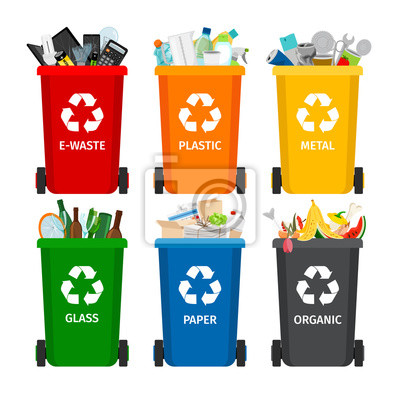 E-WASTE
PLASTIC
METAL
GLASS
PAPER
ORGANIC